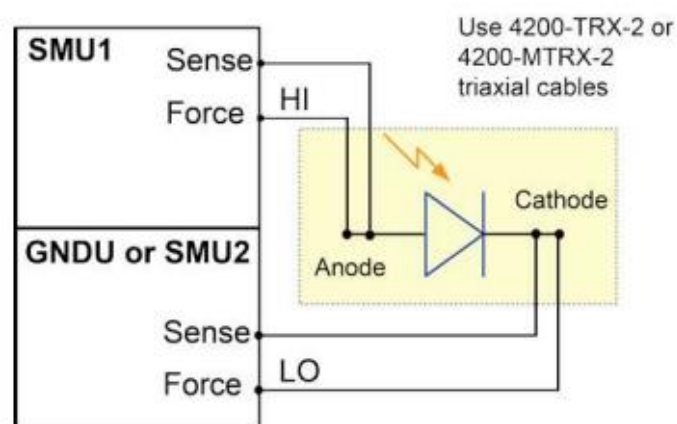 Use 4200-TRX-2 or
4200-MTRX-2
triaxial cables
SMU1
Sense
HI
Force
Cathode
Anode
GNDU or SMU2
Sense
LO
Force